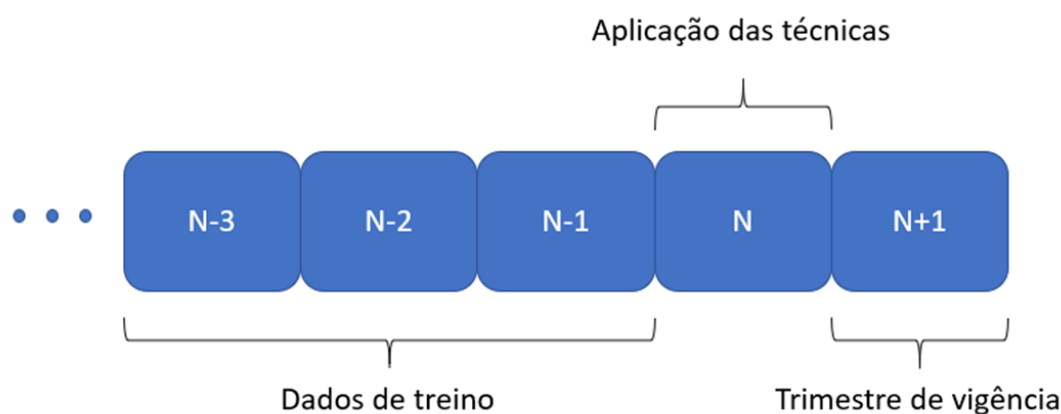 Aplicação das técnicas
N-3 N-2 N-1 N N+1
Dados de treino
Trimestre de vigência